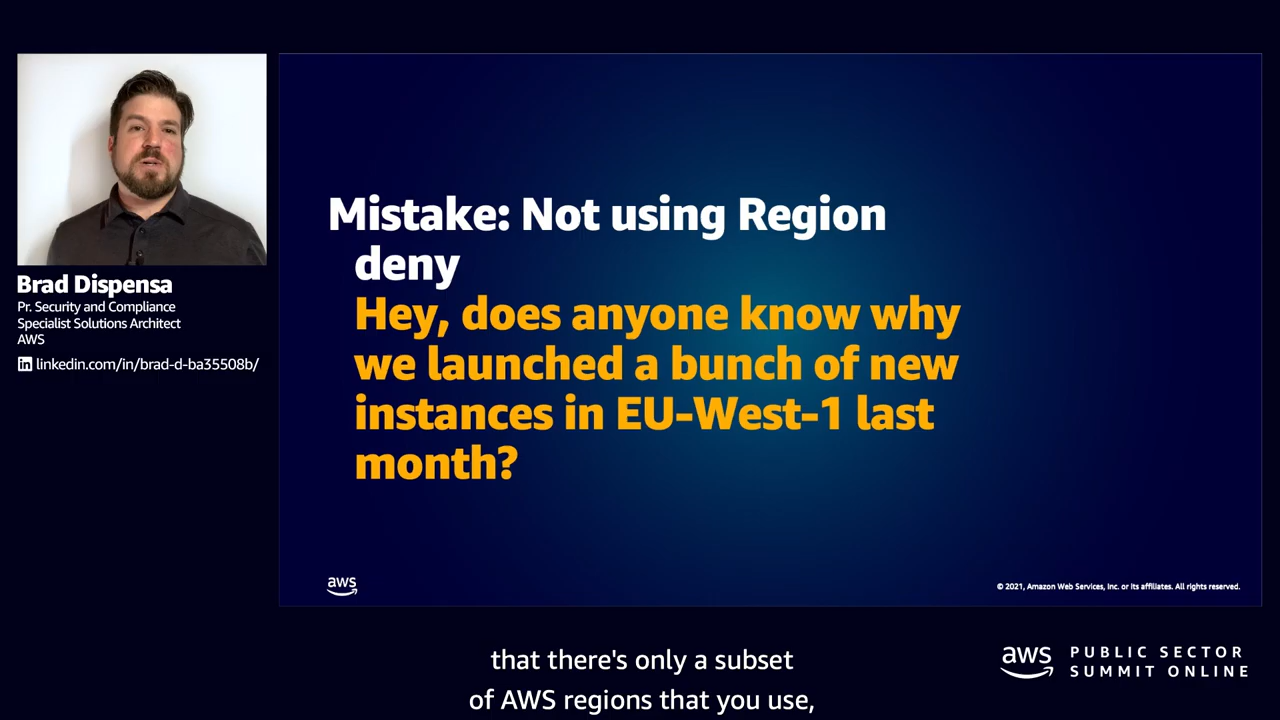 Brad Dispensa
Pr. Security and Compliance
Specialist Solutions Architect
AWS
in linkedin.com/in/brad-d-ba35508b/
Mistake: Not using Region
deny
Hey, does anyone know why
we launched a bunch of new
instances in EU-West-1 last
month?
aws
© 2021, Amazon Web Services, Inc. or its affiliates. All rights reserved.
that there's only a subset
of AWS regions that you use,
aws
PUBLIC SECTOR
SUMMIT ONLINE